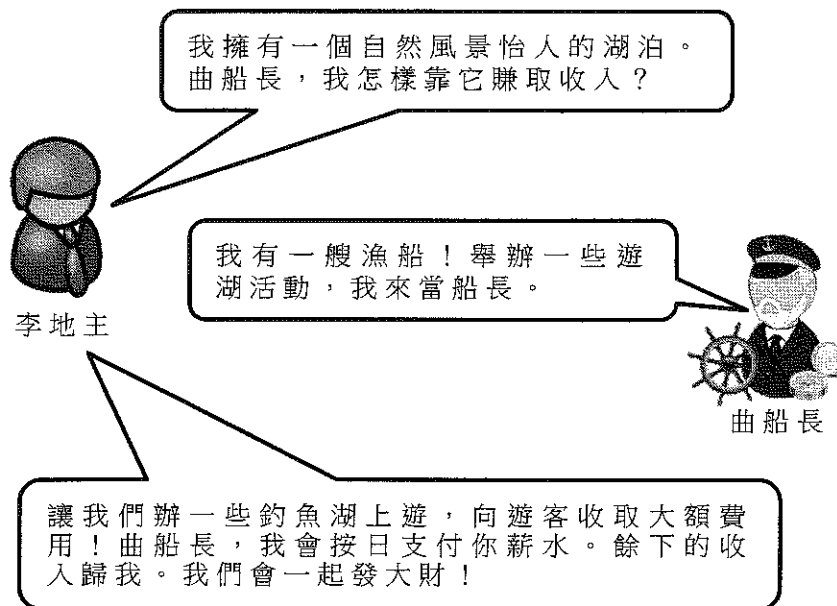 我擁有一個自然風景怡人的湖泊。
曲船長，我怎樣靠它賺取收入？
我有一艘漁船！舉辦一些遊
湖活動，我來當船長。
李地主
曲船長
讓我們辦一些釣魚湖上遊，向遊客收取大額費
用！曲船長，我會按日支付你薪水。餘下的收
入歸我。我們會一起發大財！